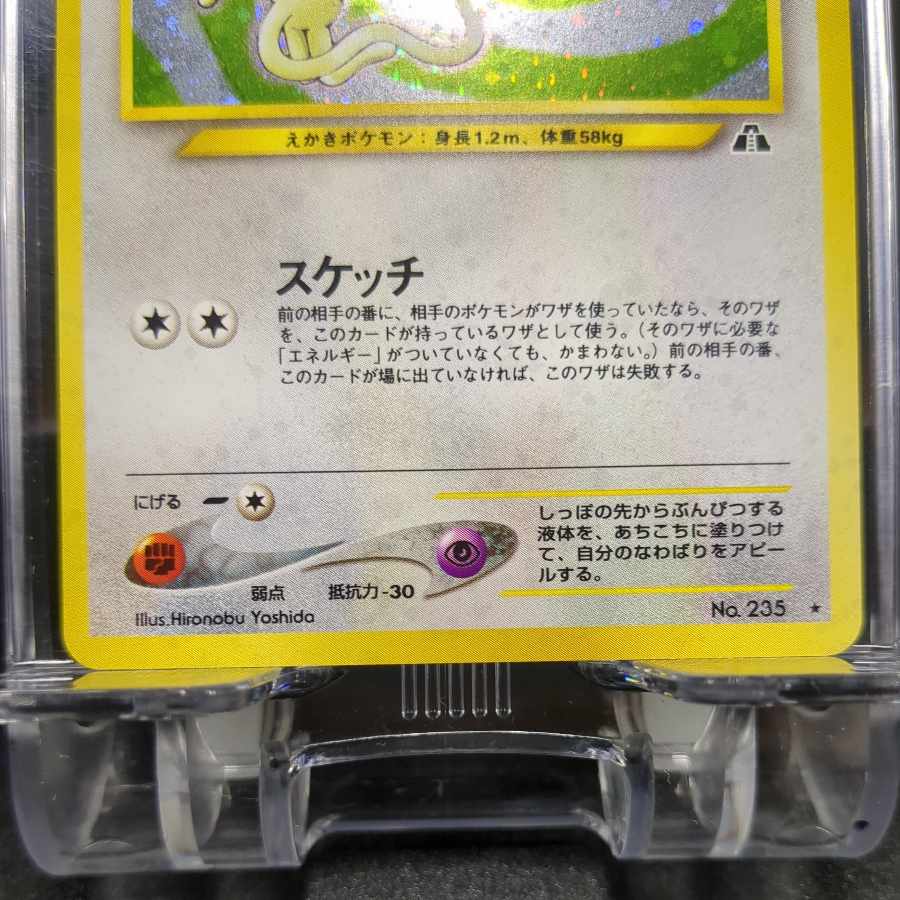 えかきポケモン：身長1.2m、体重58kg
スケッチ
前の相手の番に、相手のポケモンがワザを使っていたなら、そのワザ
を、このカードが持っているワザとして使う。（そのワザに必要な
「エネルギー」がついていなくても、かまわない。）前の相手の番、
このカードが場に出ていなければ、このワザは失敗する。
にげる
弱点
抵抗力 -30
しっぽの先からぶんぴつする
液体を、あちこちに塗りつけ
て、自分のなわばりをアピー
ルする。
Illus. Hironobu Yoshida
No. 235 ★